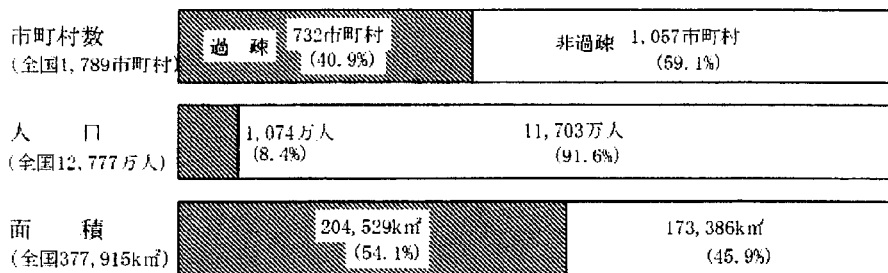 市町村数
(全国1,789市町村)
過疎 732市町村
(40.9%)
非過疎 1,057市町村
(59.1%)
人口
(全国12,777万人)
1,074万人
(8.4%)
11,703万人
(91.6%)
面積
(全国377,915k㎡)
204,529k㎡
(54.1%)
173,386k㎡
(45.9%)